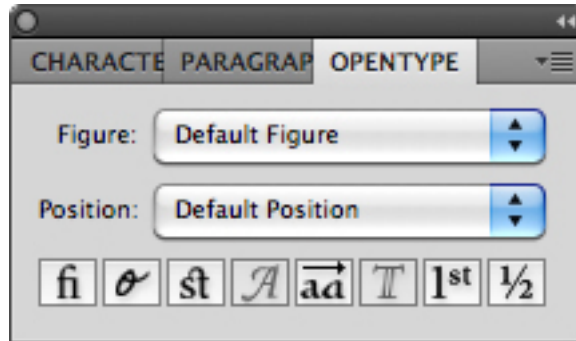 CHARACTE PARAGRAP OPENTYPE
Figure: Default Figure
Position: Default Position
fi o st A aa T 1st ½